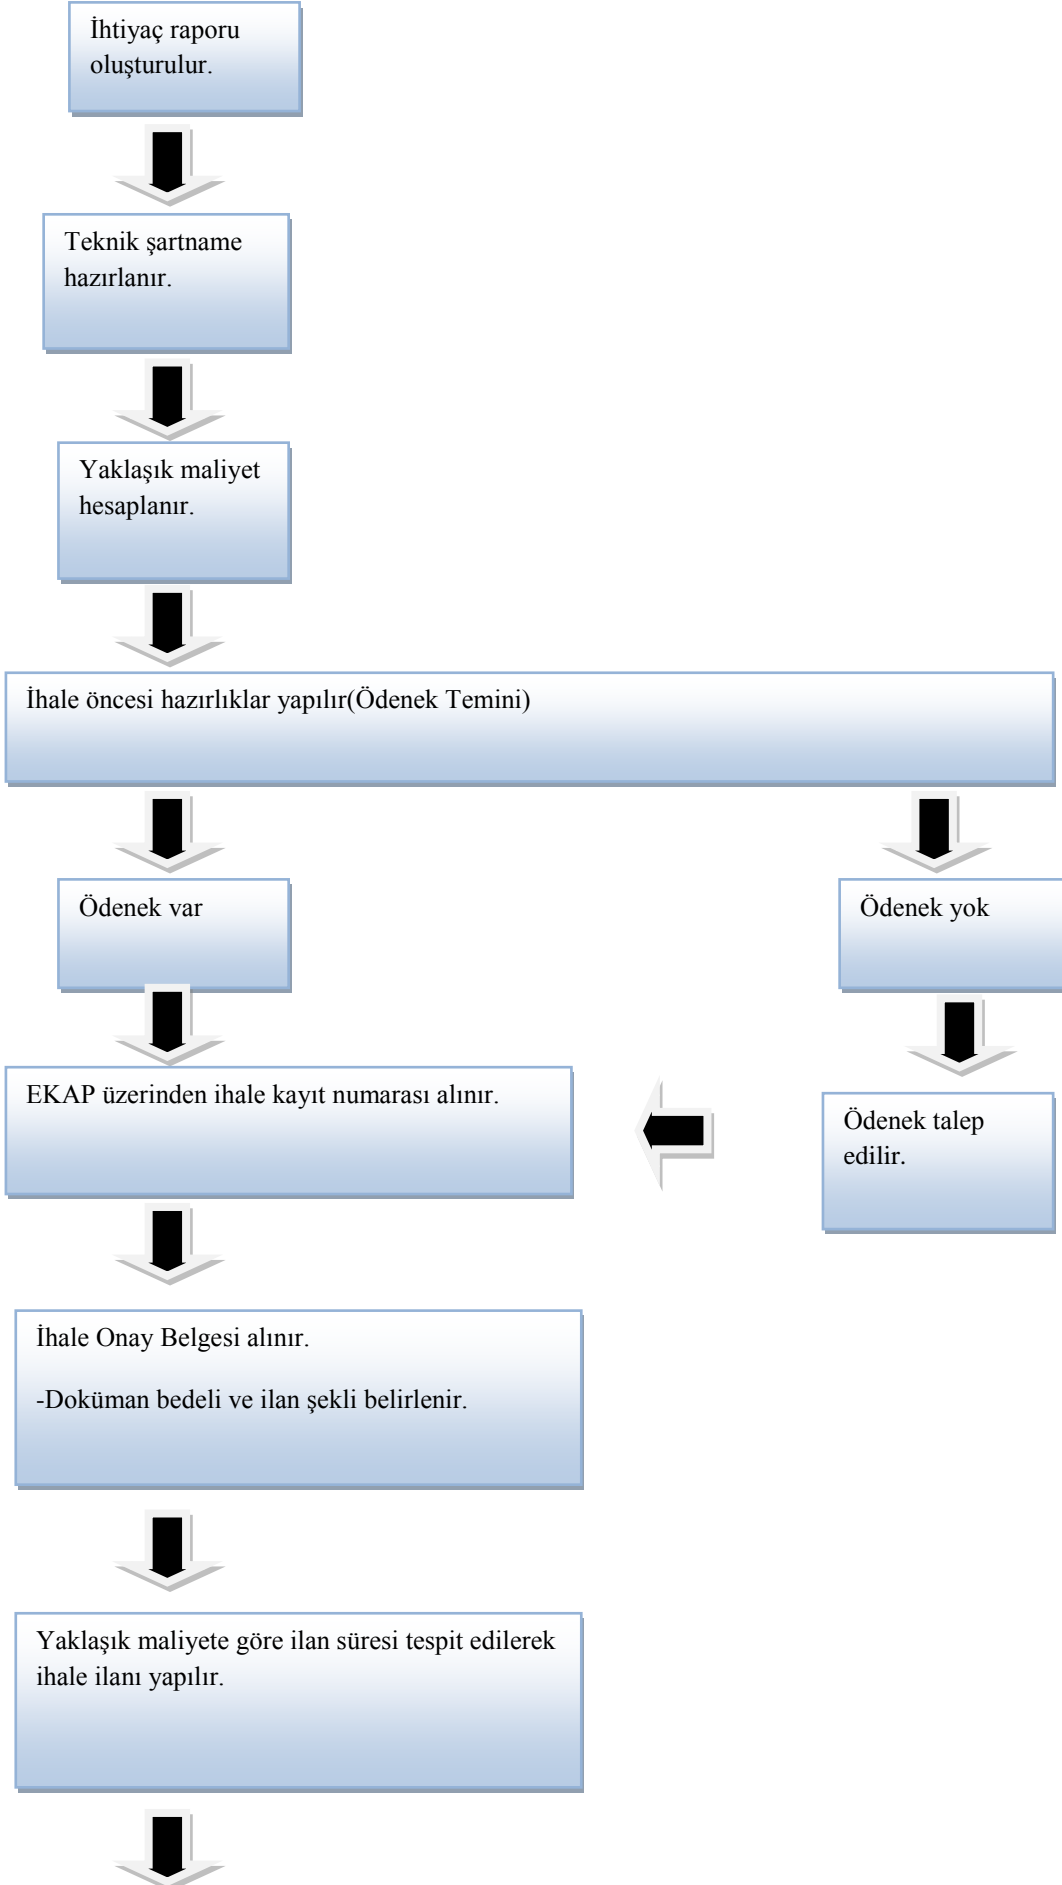 İhtiyaç raporu
oluşturulur.
Teknik şartname
hazırlanır.
Yaklaşık maliyet
hesaplanır.
İhale öncesi hazırlıklar yapılır(Ödenek Temini)
Ödenek var
Ödenek yok
EKAP üzerinden ihale kayıt numarası alınır.
Ödenek talep
edilir.
İhale Onay Belgesi alınır.
-Doküman bedeli ve ilan şekli belirlenir.
Yaklaşık maliyete göre ilan süresi tespit edilerek
ihale ilanı yapılır.